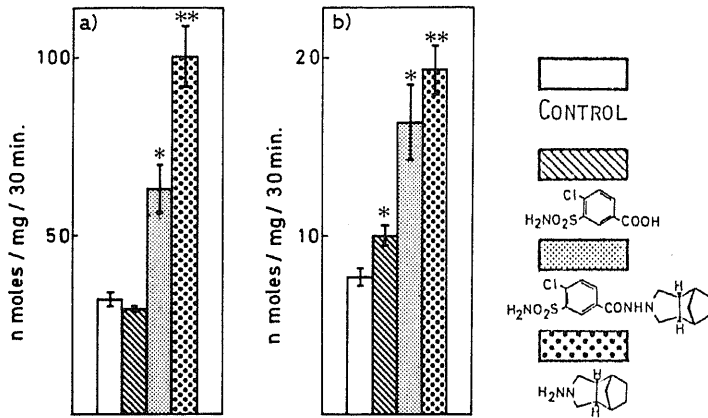 a)
**
100
*
50
n moles / mg / 30 min.
b)
**
20
*
*
10
n moles / mg / 30 min.
CONTROL
Cl
H₂NO₂S
COOH
Cl
H₂NO₂S
CONHN
H
H
H
H₂NN
H